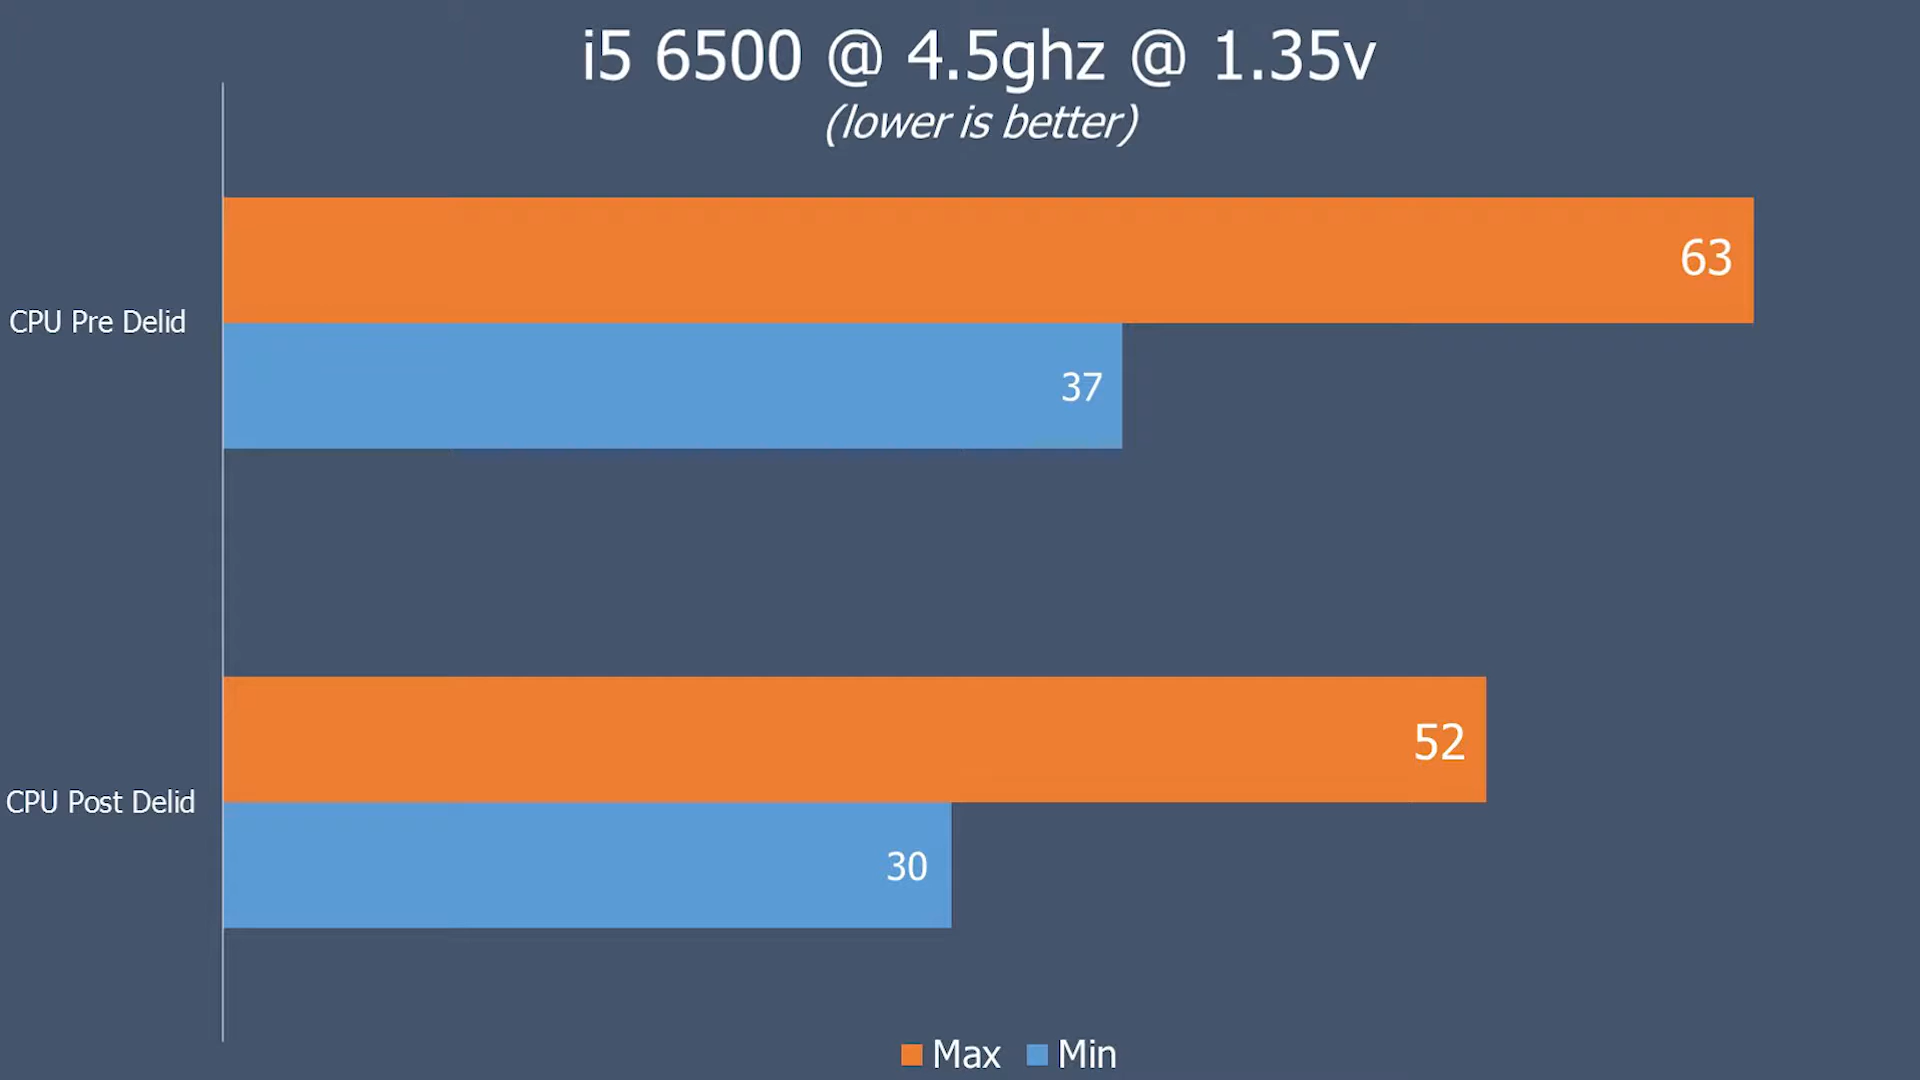 i5 6500 @ 4.5ghz @ 1.35v
(lower is better)
63
CPU Pre Delid
37
52
CPU Post Delid
30
Max Min